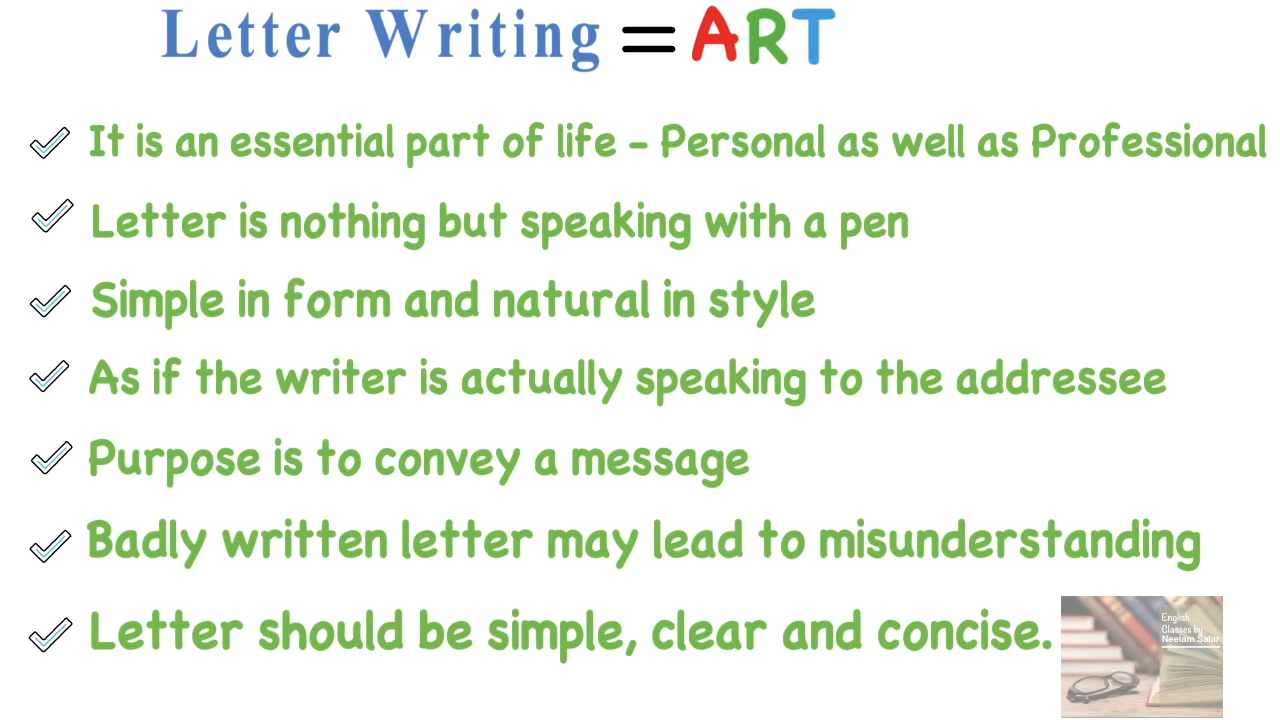 Letter Writing = ART
It is an essential part of life - Personal as well as Professional
Letter is nothing but speaking with a pen
Simple in form and natural in style
As if the writer is actually speaking to the addressee
Purpose is to convey a message
Badly written letter may lead to misunderstanding
Letter should be simple, clear and concise.
English
Classes by
Neelam Satir